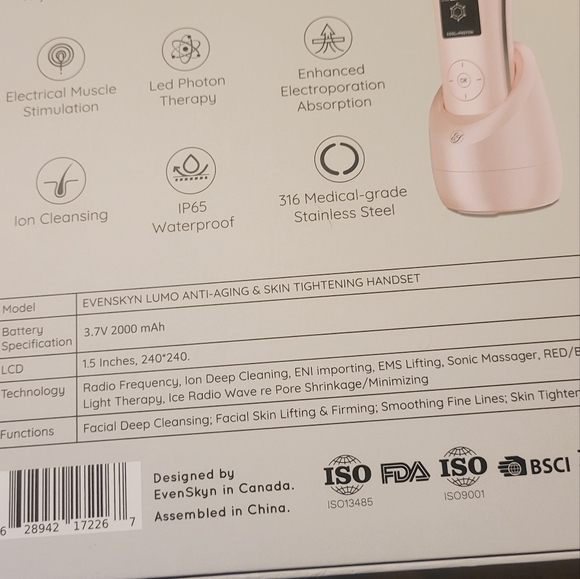 Electrical Muscle
Stimulation
Led Photon
Therapy
Enhanced
Electroporation
Absorption
OK
Ion Cleansing
IP65
Waterproof
316 Medical-grade
Stainless Steel
Model EVENSKYN LUMO ANTI-AGING & SKIN TIGHTENING HANDSET
Battery
Specification 3.7V 2000 mAh
LCD 1.5 Inches, 240*240.
Technology Radio Frequency, Ion Deep Cleaning, ENI importing, EMS Lifting, Sonic Massager, RED/B
Light Therapy, Ice Radio Wave re Pore Shrinkage/Minimizing
Functions Facial Deep Cleansing; Facial Skin Lifting & Firming; Smoothing Fine Lines; Skin Tighten
6 28942 17226 7
Designed by
EvenSkyn in Canada.
Assembled in China.
ISO
ISO13485
FDA
ISO
ISO9001
BSCI